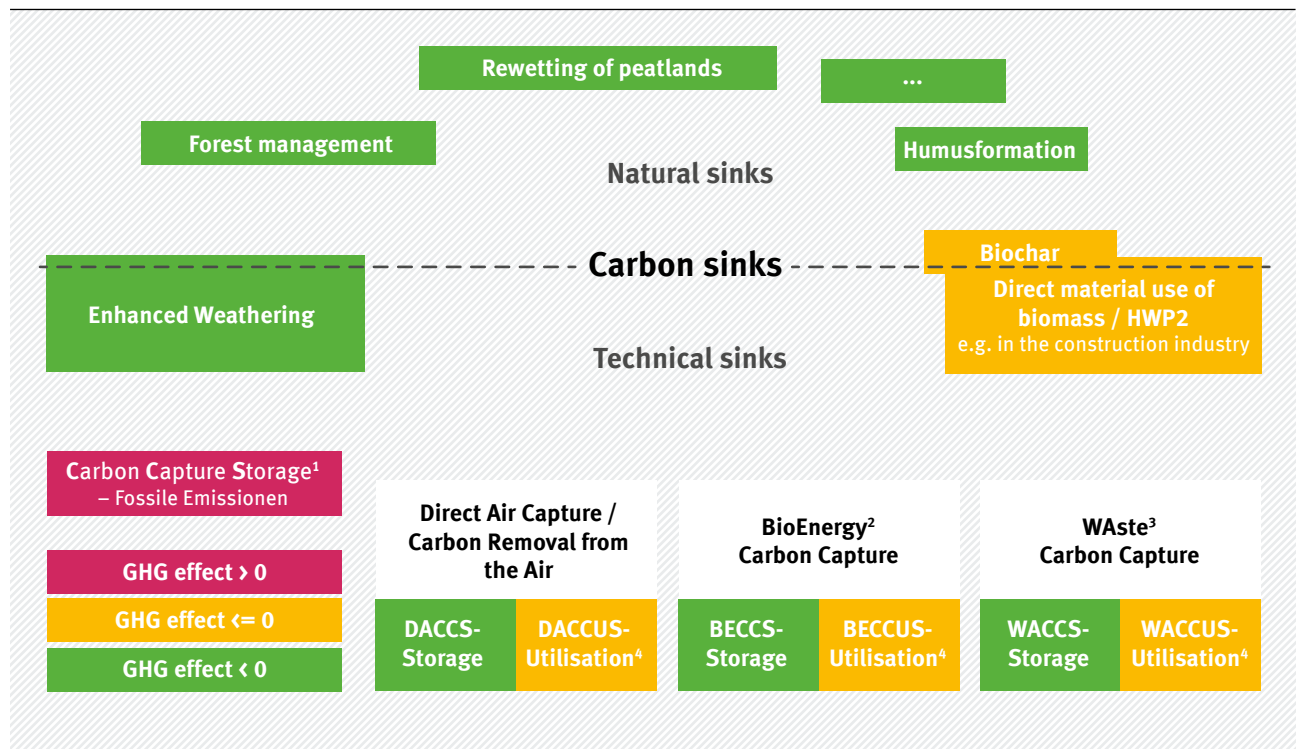 Rewetting of peatlands
...
Forest management
Humusformation
Natural sinks
Carbon sinks
Biochar
Enhanced Weathering
Direct material use of
biomass / HWP2
e.g. in the construction industry
Technical sinks
Carbon Capture Storage¹
– Fossile Emissionen
GHG effect > 0
GHG effect <= 0
GHG effect < 0
Direct Air Capture /
Carbon Removal from
the Air
DACCS-
Storage
DACCUS-
Utilisation⁴
BioEnergy²
Carbon Capture
BECCS-
Storage
BECCUS-
Utilisation⁴
WAste³
Carbon Capture
WACCS-
Storage
WACCUS-
Utilisation⁴